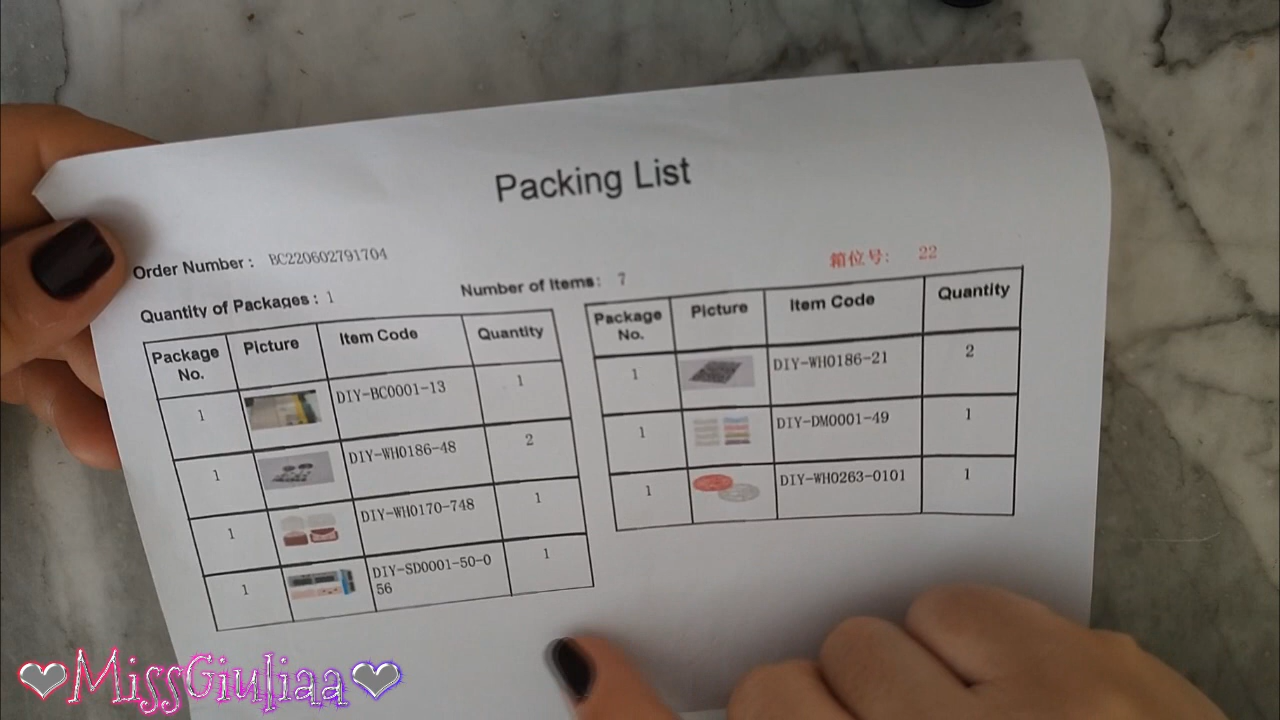 Packing List
Order Number : BC220602791704
箱位号: 22
Quantity of Packages : 1
Number of Items: 7
Package No. Picture Item Code Quantity
1 DIY-BC0001-13 1
1 DIY-WH0186-48 2
1 DIY-WH0170-748 1
1 DIY-SD0001-50-0
56 1
Package No. Picture Item Code Quantity
1 DIY-WH0186-21 2
1 DIY-DM0001-49 1
1 DIY-WH0263-0101 1
MissGiuliaa